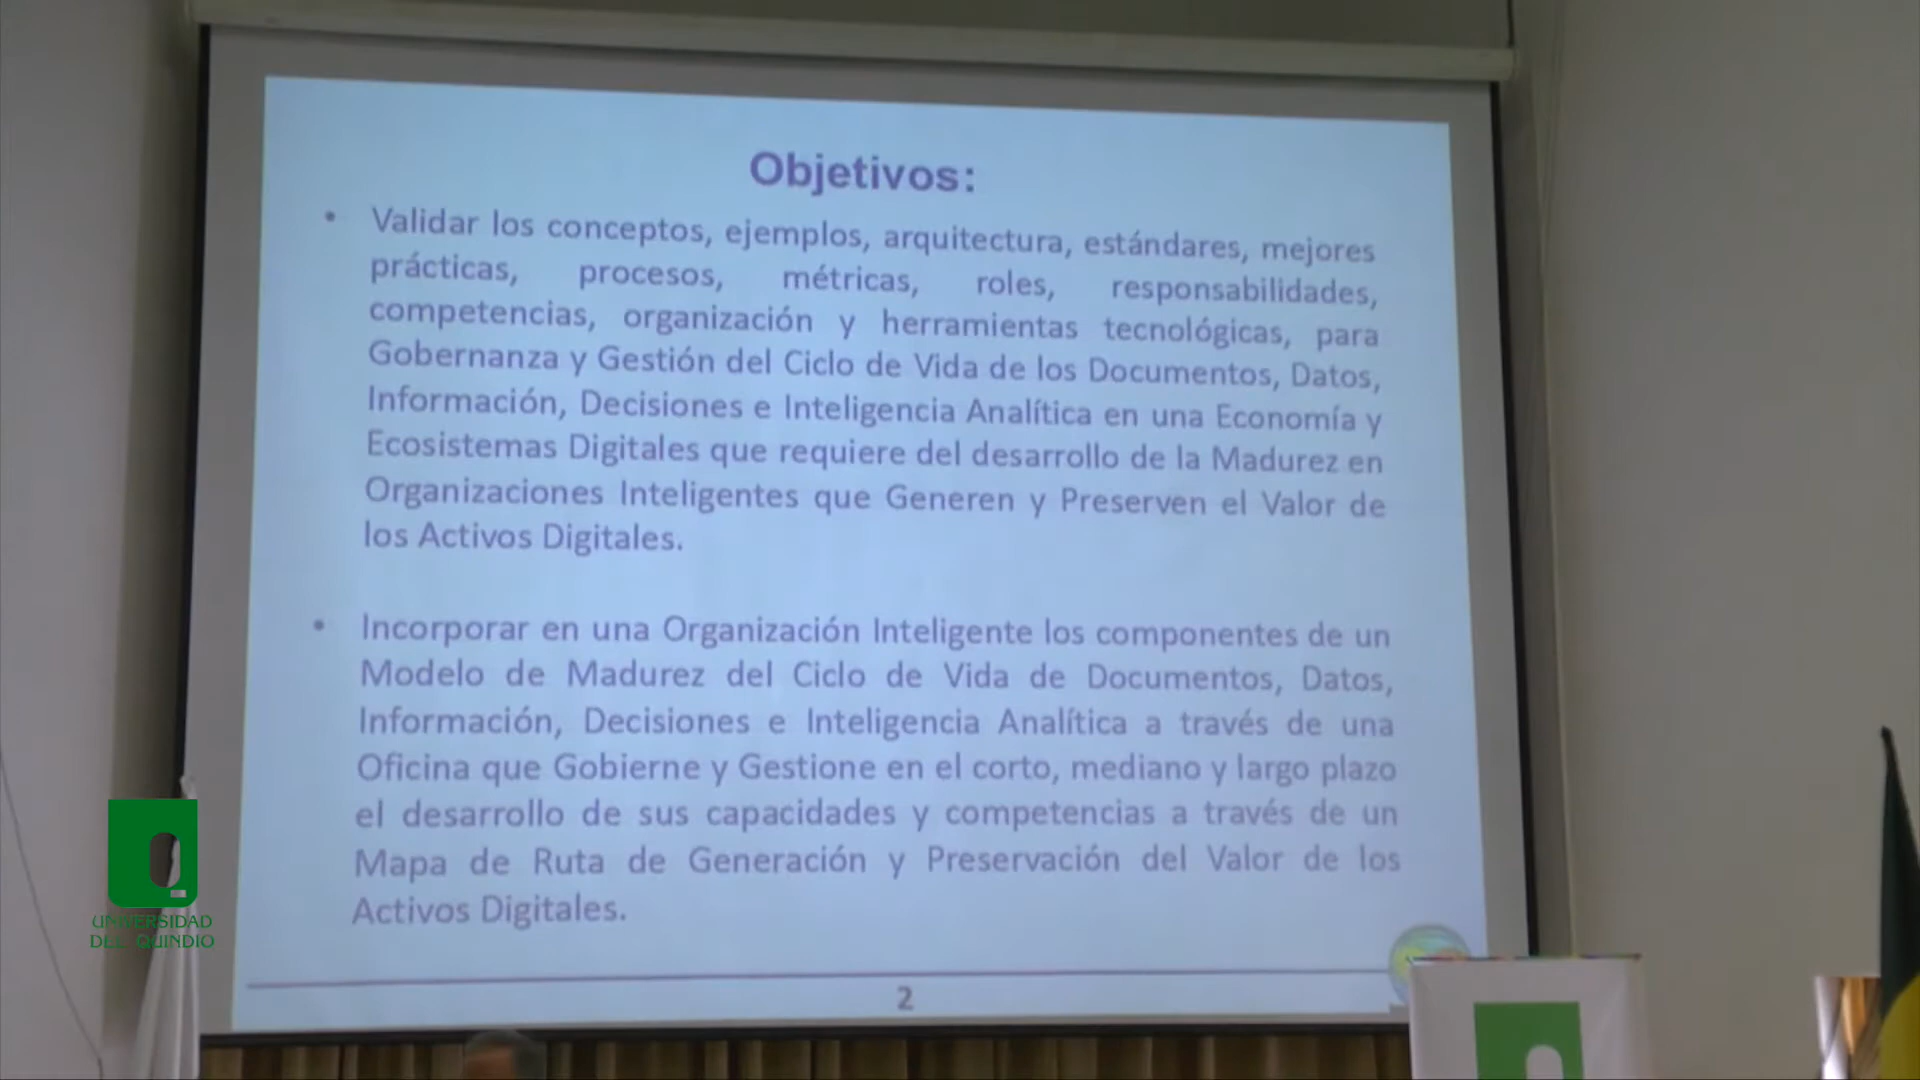 Objetivos:
• Validar los conceptos, ejemplos, arquitectura, estándares, mejores
prácticas, procesos, métricas, roles, responsabilidades,
competencias, organización y herramientas tecnológicas, para
Gobernanza y Gestión del Ciclo de Vida de los Documentos, Datos,
Información, Decisiones e Inteligencia Analítica en una Economía y
Ecosistemas Digitales que requiere del desarrollo de la Madurez en
Organizaciones Inteligentes que Generen y Preserven el Valor de
los Activos Digitales.
• Incorporar en una Organización Inteligente los componentes de un
Modelo de Madurez del Ciclo de Vida de Documentos, Datos,
Información, Decisiones e Inteligencia Analítica a través de una
Oficina que Gobierne y Gestione en el corto, mediano y largo plazo
el desarrollo de sus capacidades y competencias a través de un
Mapa de Ruta de Generación y Preservación del Valor de los
Activos Digitales.
2
UNIVERSIDAD
DEL QUINDIO